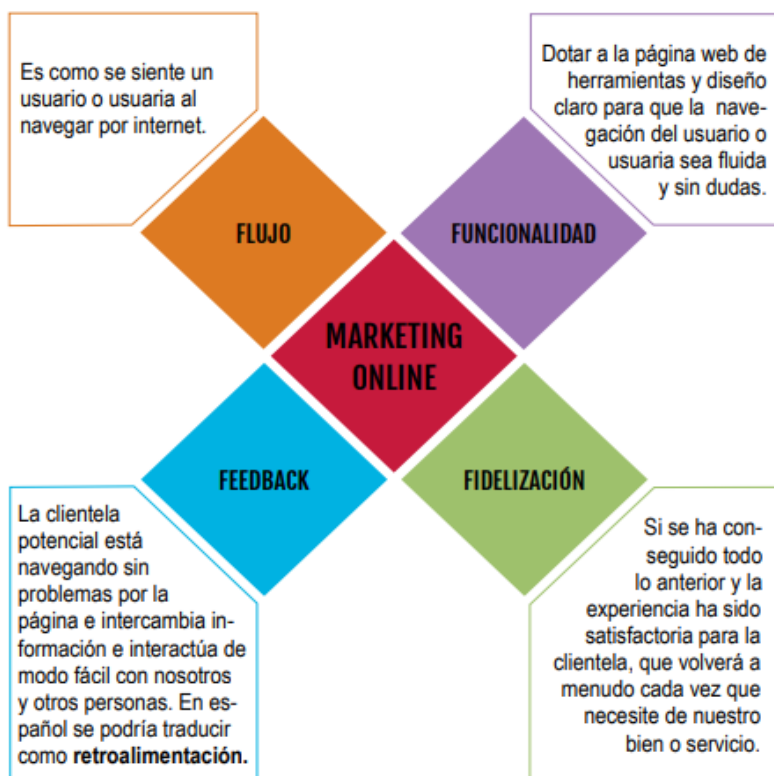 Es como se siente un
usuario o usuaria al
navegar por internet.
Dotar a la página web de
herramientas y diseño
claro para que la nave-
gación del usuario o
usuaria sea fluida
y sin dudas.
FLUJO
FUNCIONALIDAD
MARKETING
ONLINE
FEEDBACK
FIDELIZACIÓN
La clientela
potencial está
navegando sin
problemas por la
página e intercambia in-
formación e interactúa de
modo fácil con nosotros
y otros personas. En es-
pañol se podría traducir
como retroalimentación.
Si se ha con-
seguido todo
lo anterior y la
experiencia ha sido
satisfactoria para la
clientela, que volverá a
menudo cada vez que
necesite de nuestro
bien o servicio.